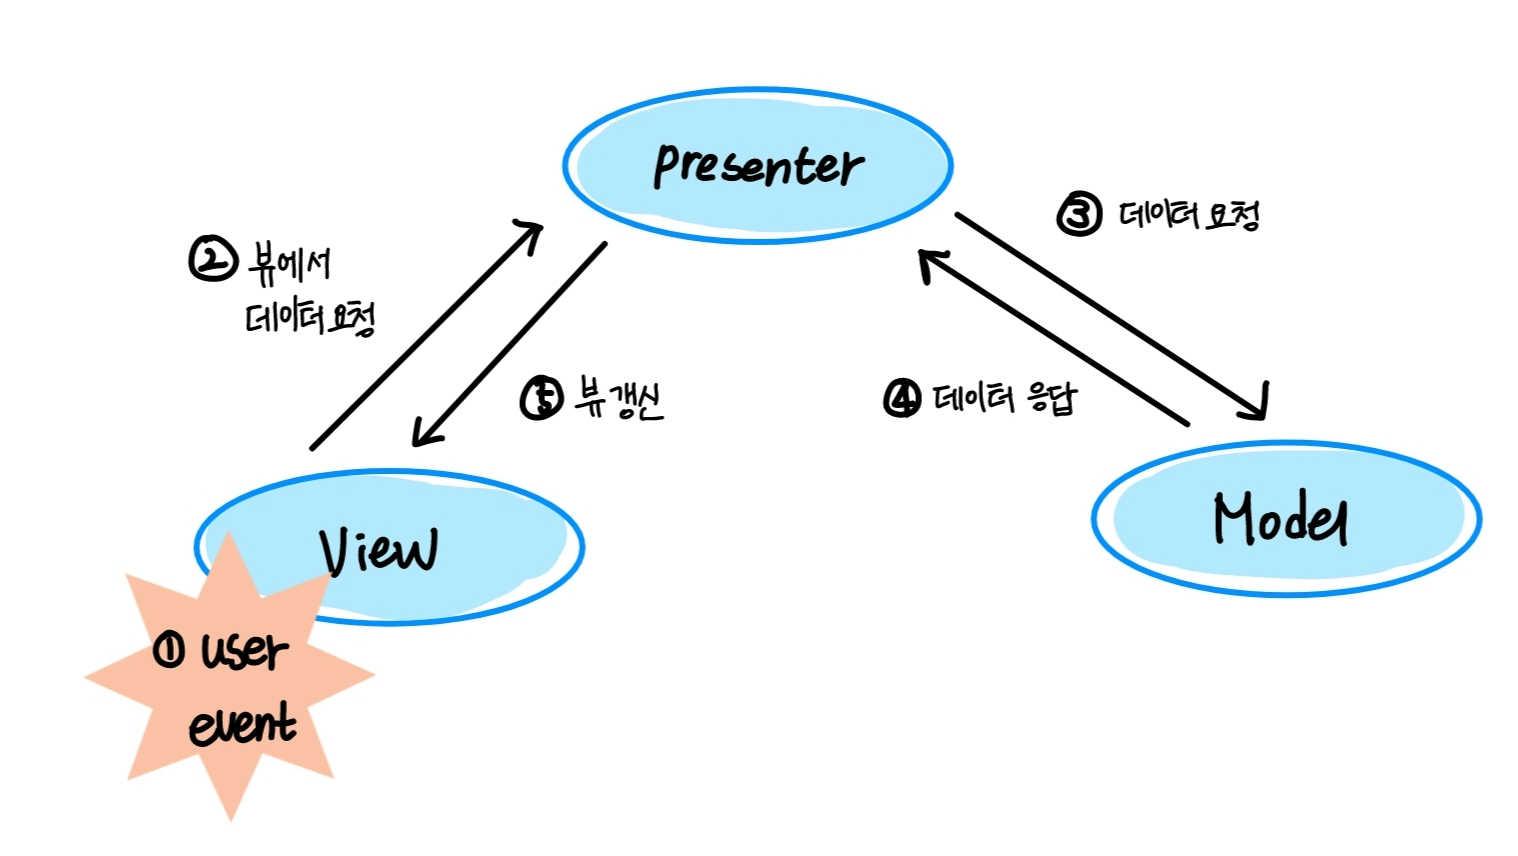 presenter
③ 데이터 요청
② 뷰에서
데이터 요청
⑤ 뷰 갱신
④ 데이터 응답
View
Model
① user
event